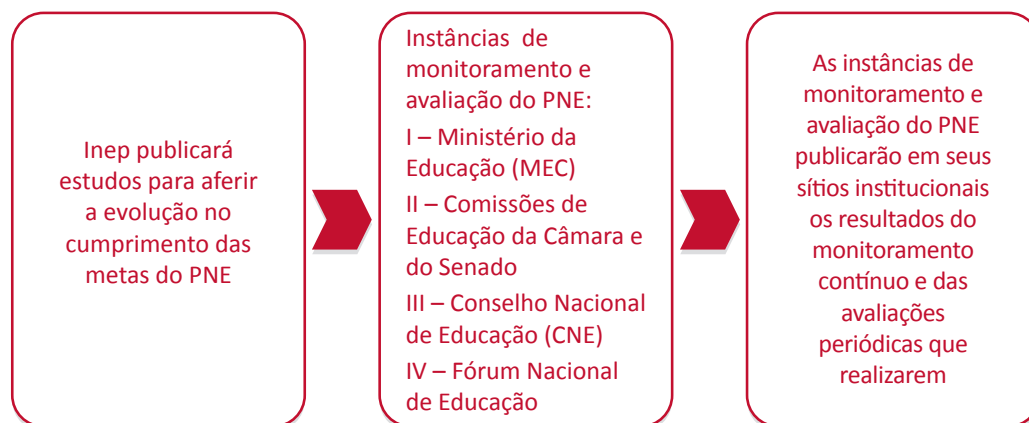 Inep publicará
estudos para aferir
a evolução no
cumprimento das
metas do PNE
Instâncias de
monitoramento e
avaliação do PNE:
I – Ministério da
Educação (MEC)
II – Comissões de
Educação da Câmara e
do Senado
III – Conselho Nacional
de Educação (CNE)
IV – Fórum Nacional
de Educação
As instâncias de
monitoramento e
avaliação do PNE
publicarão em seus
sítios institucionais
os resultados do
monitoramento
contínuo e das
avaliações
periódicas que
realizarem